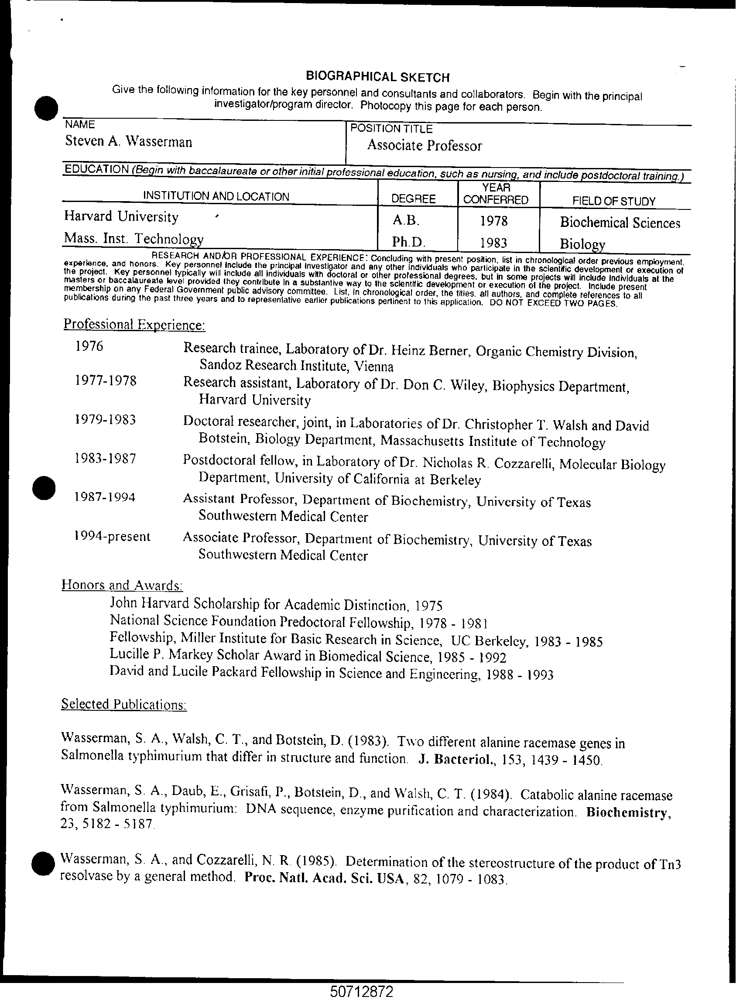 BIOGRAPHICAL SKETCH
Give the following information for the key personnel and consultants and collaborators. Begin with the principal
investigator/program director. Photocopy this page for each person.
NAME
Steven A. Wasserman
POSITION TITLE
Associate Professor
EDUCATION (Begin with baccalaureate or other initial professional education, such as nursing, and include postdoctoral training.)
INSTITUTION AND LOCATION
DEGREE
YEAR
CONFERRED
FIELD OF STUDY
Harvard University
A.B.
1978
Biochemical Sciences
Mass. Inst. Technology
Ph.D.
1983
Biology
RESEARCH AND/OR PROFESSIONAL EXPERIENCE: Concluding with present position, list in chronological order previous employment,
experience, and honors. Key personnel include the principal investigator and any other individuals who participate in the scientific development or execution of
the project. Key personnel typically will include all individuals with doctoral or other professional degrees, but in some projects will include individuals at the
masters or baccalaureate level provided they contribute in a substantive way to the scientific development or execution of the project. Include present
membership on any Federal Government public advisory committee. List, in chronological order, the titles, all authors, and complete references to all
publications during the past three years and to representative earlier publications pertinent to this application. DO NOT EXCEED TWO PAGES.
Professional Experience:
1976 Research trainee, Laboratory of Dr. Heinz Berner, Organic Chemistry Division,
Sandoz Research Institute, Vienna
1977-1978 Research assistant, Laboratory of Dr. Don C. Wiley, Biophysics Department,
Harvard University
1979-1983 Doctoral researcher, joint, in Laboratories of Dr. Christopher T. Walsh and David
Botstein, Biology Department, Massachusetts Institute of Technology
1983-1987 Postdoctoral fellow, in Laboratory of Dr. Nicholas R. Cozzarelli, Molecular Biology
Department, University of California at Berkeley
1987-1994 Assistant Professor, Department of Biochemistry, University of Texas
Southwestern Medical Center
1994-present Associate Professor, Department of Biochemistry, University of Texas
Southwestern Medical Center
Honors and Awards:
John Harvard Scholarship for Academic Distinction, 1975
National Science Foundation Predoctoral Fellowship, 1978 - 1981
Fellowship, Miller Institute for Basic Research in Science, UC Berkeley, 1983 - 1985
Lucille P. Markey Scholar Award in Biomedical Science, 1985 - 1992
David and Lucile Packard Fellowship in Science and Engineering, 1988 - 1993
Selected Publications:
Wasserman, S. A., Walsh, C. T., and Botstein, D. (1983). Two different alanine racemase genes in
Salmonella typhimurium that differ in structure and function. J. Bacteriol., 153, 1439 - 1450.
Wasserman, S. A., Daub, E., Grisafi, P., Botstein, D., and Walsh, C. T. (1984). Catabolic alanine racemase
from Salmonella typhimurium: DNA sequence, enzyme purification and characterization. Biochemistry,
23, 5182 - 5187.
Wasserman, S. A., and Cozzarelli, N. R. (1985). Determination of the stereostructure of the product of Tn3
resolvase by a general method. Proc. Natl. Acad. Sci. USA, 82, 1079 - 1083.
50712872